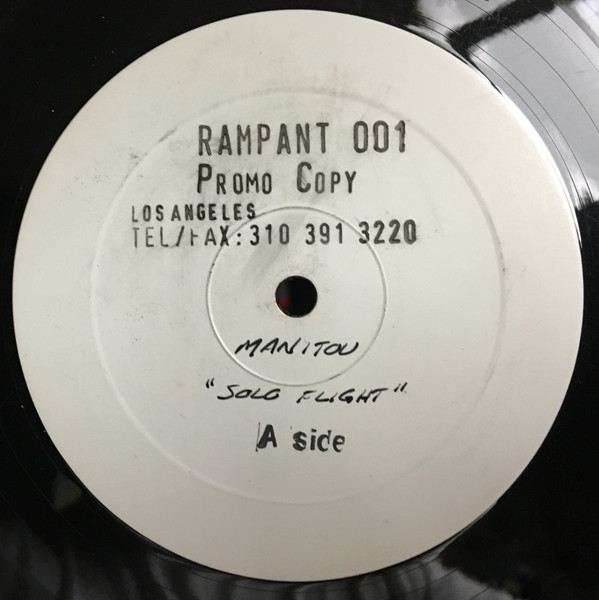 RAMPANT 001
PROMO COPY
LOS ANGELES
TEL/FAX: 310 391 3220
MANITOU
"SOLO FLIGHT"
A side